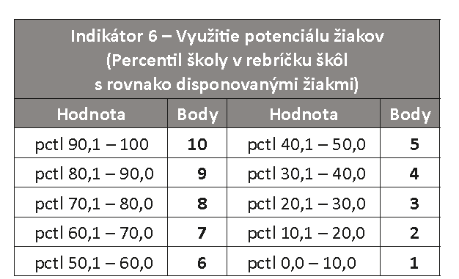 Indikátor 6 – Využitie potenciálu žiakov
(Percentil školy v rebríčku škôl
s rovnako disponovanými žiakmi)
Hodnota Body Hodnota Body
pctl 90,1 – 100 10 pctl 40,1 – 50,0 5
pctl 80,1 – 90,0 9 pctl 30,1 – 40,0 4
pctl 70,1 – 80,0 8 pctl 20,1 – 30,0 3
pctl 60,1 – 70,0 7 pctl 10,1 – 20,0 2
pctl 50,1 – 60,0 6 pctl 0,0 – 10,0 1